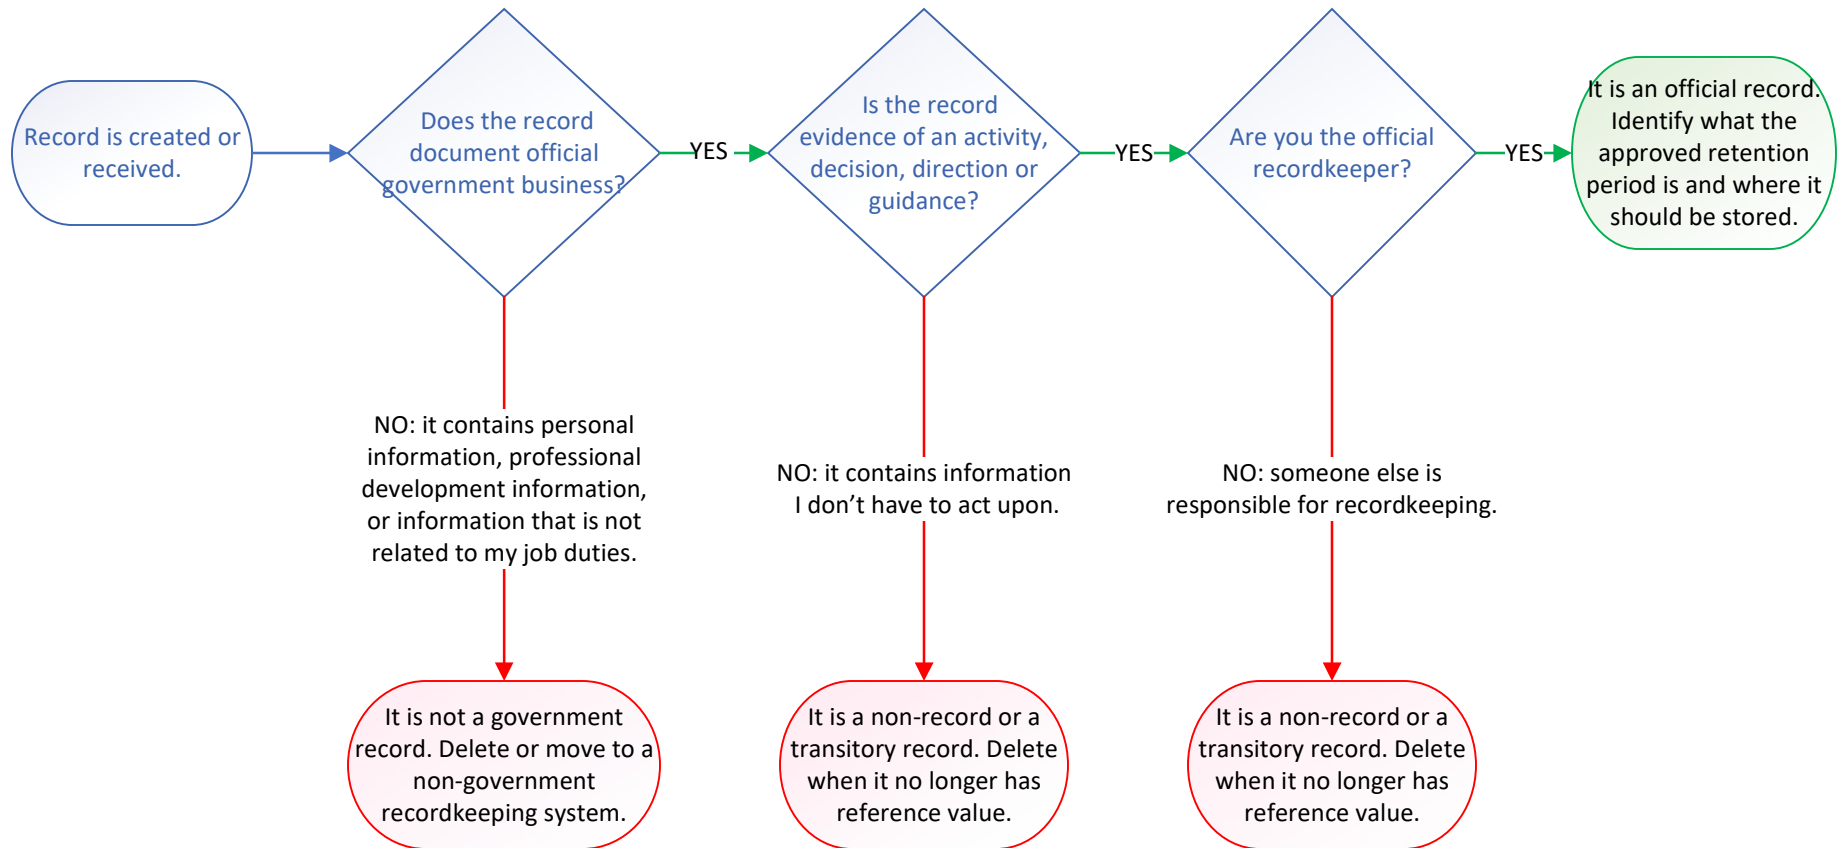 Record is created or
received.
Does the record
document official
government business?
YES
Is the record
evidence of an activity,
decision, direction or
guidance?
YES
Are you the official
recordkeeper?
YES
It is an official record.
Identify what the
approved retention
period is and where it
should be stored.
NO: it contains personal
information, professional
development information,
or information that is not
related to my job duties.
NO: it contains information
I don’t have to act upon.
NO: someone else is
responsible for recordkeeping.
It is not a government
record. Delete or move to a
non-government
recordkeeping system.
It is a non-record or a
transitory record. Delete
when it no longer has
reference value.
It is a non-record or a
transitory record. Delete
when it no longer has
reference value.